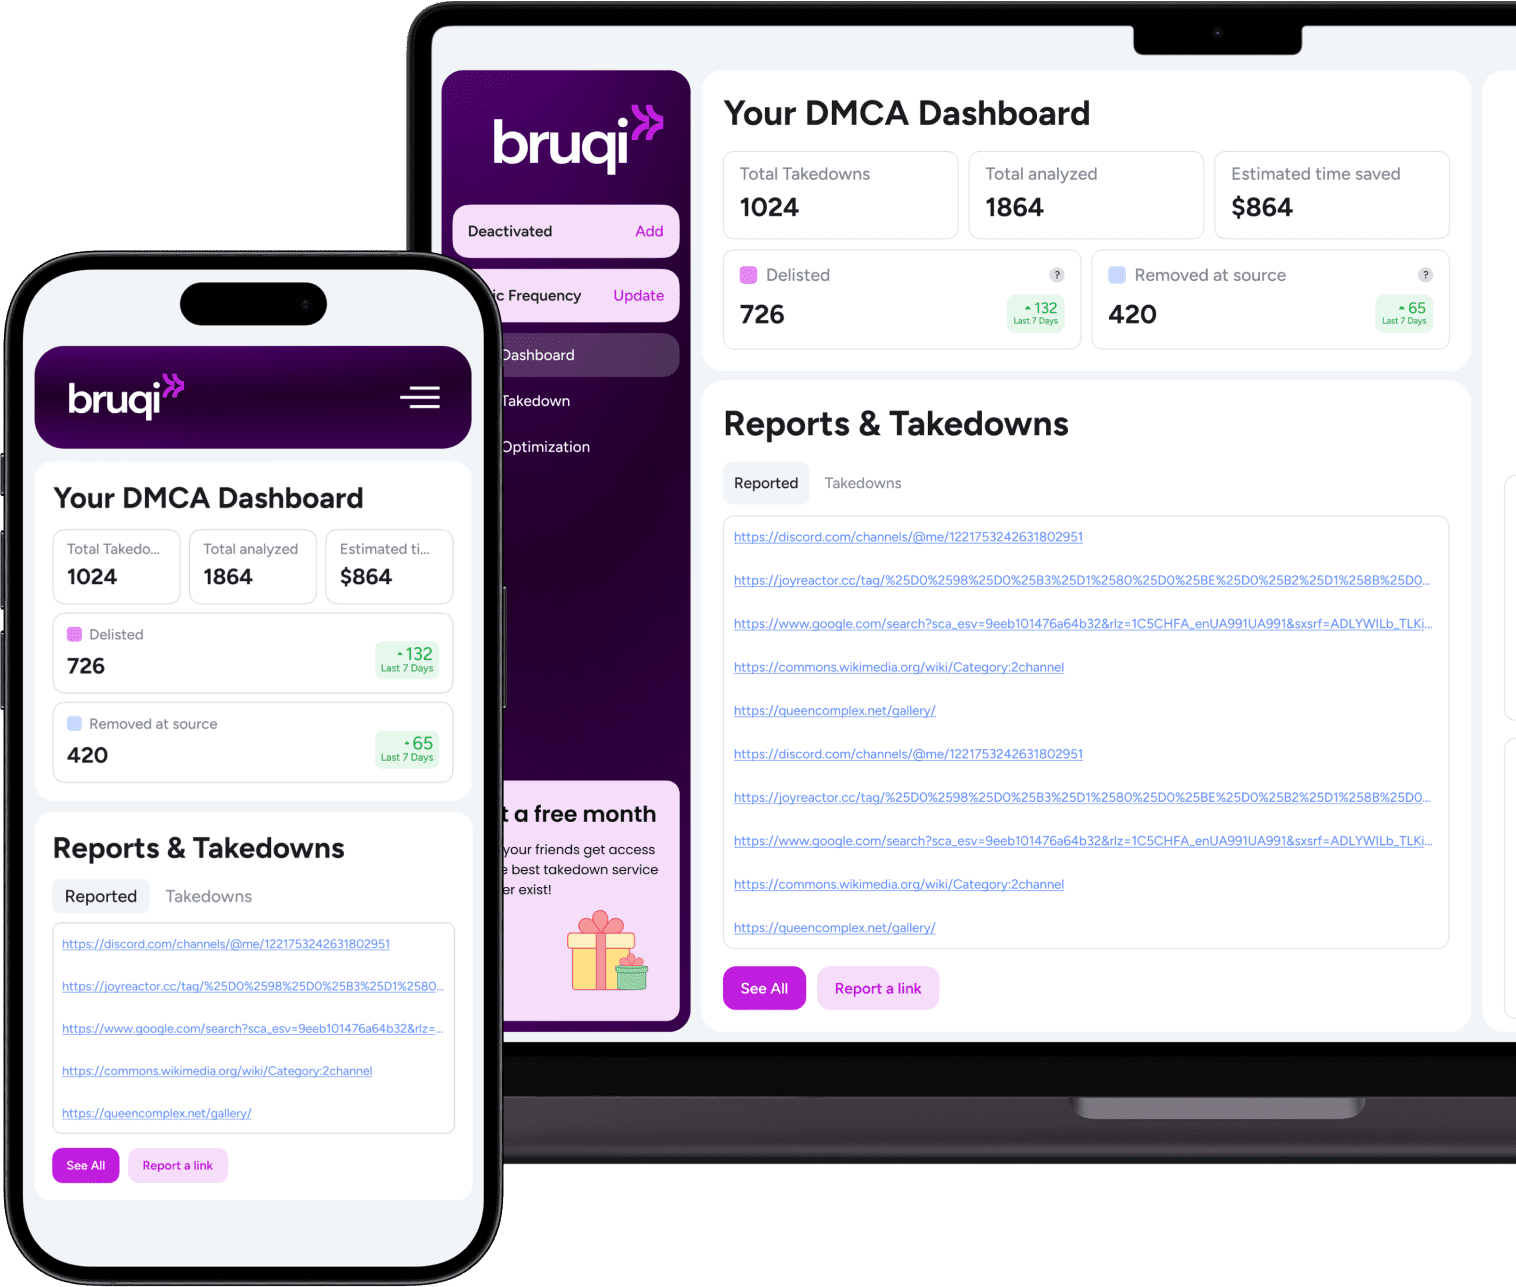 bruqi
Deactivated Add
ic Frequency Update
Dashboard
Takedown
Optimization
t a free month
your friends get access
e best takedown service
er exist!
Your DMCA Dashboard
Total Takedowns
1024
Total analyzed
1864
Estimated time saved
$864
Delisted ?
726
132
Last 7 Days
Removed at source ?
420
65
Last 7 Days
Reports & Takedowns
Reported Takedowns
https://discord.com/channels/@me/1221753242631802951
https://joyreactor.cc/tag/%25D0%2598%25D0%25B3%25D1%2580%25D0%25BE%25D0%25B2%25D1%258B%25D0...
https://www.google.com/search?sca_esv=9eeb101476a64b32&rlz=1C5CHFA_enUA991UA991&sxsrf=ADLYWILb_TLKi...
https://commons.wikimedia.org/wiki/Category:2channel
https://queencomplex.net/gallery/
https://discord.com/channels/@me/1221753242631802951
https://joyreactor.cc/tag/%25D0%2598%25D0%25B3%25D1%2580%25D0%25BE%25D0%25B2%25D1%258B%25D0...
https://www.google.com/search?sca_esv=9eeb101476a64b32&rlz=1C5CHFA_enUA991UA991&sxsrf=ADLYWILb_TLKi...
https://commons.wikimedia.org/wiki/Category:2channel
https://queencomplex.net/gallery/
See All Report a link
bruqi
Your DMCA Dashboard
Total Takedo...
1024
Total analyzed
1864
Estimated ti...
$864
Delisted
726
132
Last 7 Days
Removed at source
420
65
Last 7 Days
Reports & Takedowns
Reported Takedowns
https://discord.com/channels/@me/1221753242631802951
https://joyreactor.cc/tag/%25D0%2598%25D0%25B3%25D1%2580...
https://www.google.com/search?sca_esv=9eeb101476a64b32&rlz=...
https://commons.wikimedia.org/wiki/Category:2channel
https://queencomplex.net/gallery/
See All Report a link